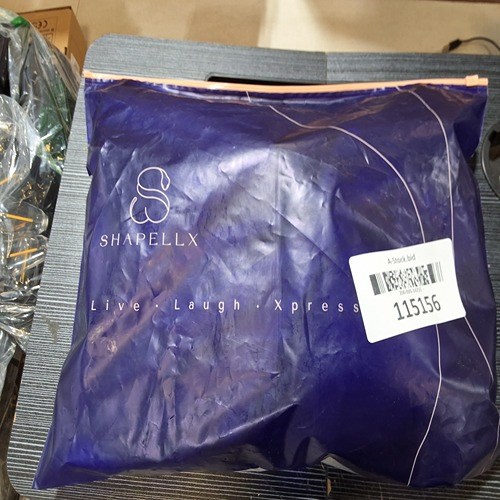 SHAPELLX
Live · Laugh · Xpress
A-Stock.bid
115156